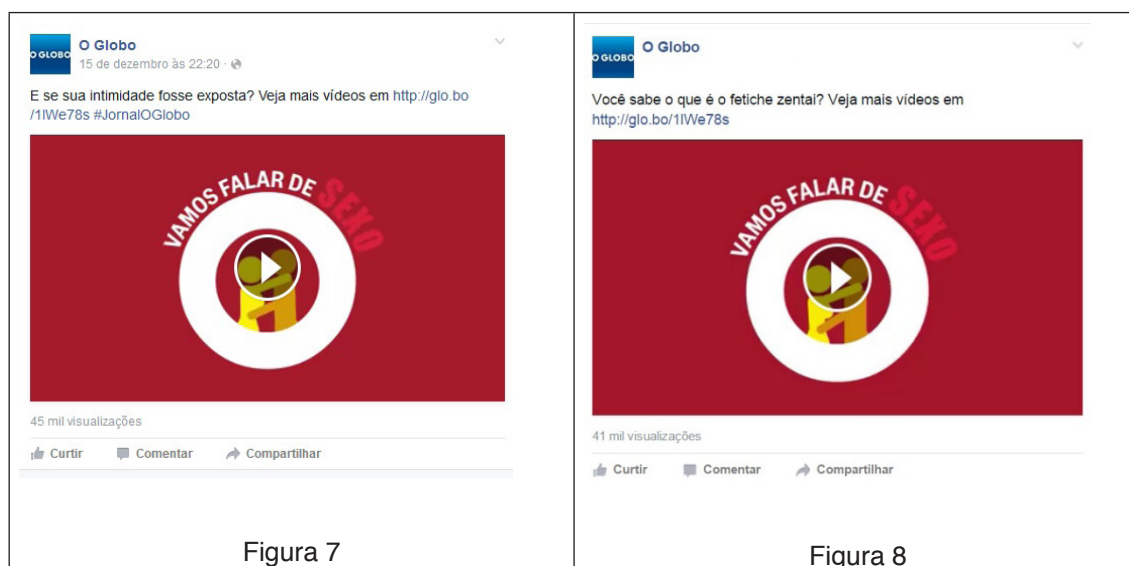 O GLOBO
O Globo
15 de dezembro às 22:20
E se sua intimidade fosse exposta? Veja mais vídeos em http://glo.bo
/1IWe78s #JornalOGlobo
VAMOS FALAR DE SEXO
45 mil visualizações
Curtir Comentar Compartilhar
Figura 7
O GLOBO
O Globo
Você sabe o que é o fetiche zentai? Veja mais vídeos em
http://glo.bo/1IWe78s
VAMOS FALAR DE SEXO
41 mil visualizações
Curtir Comentar Compartilhar
Figura 8